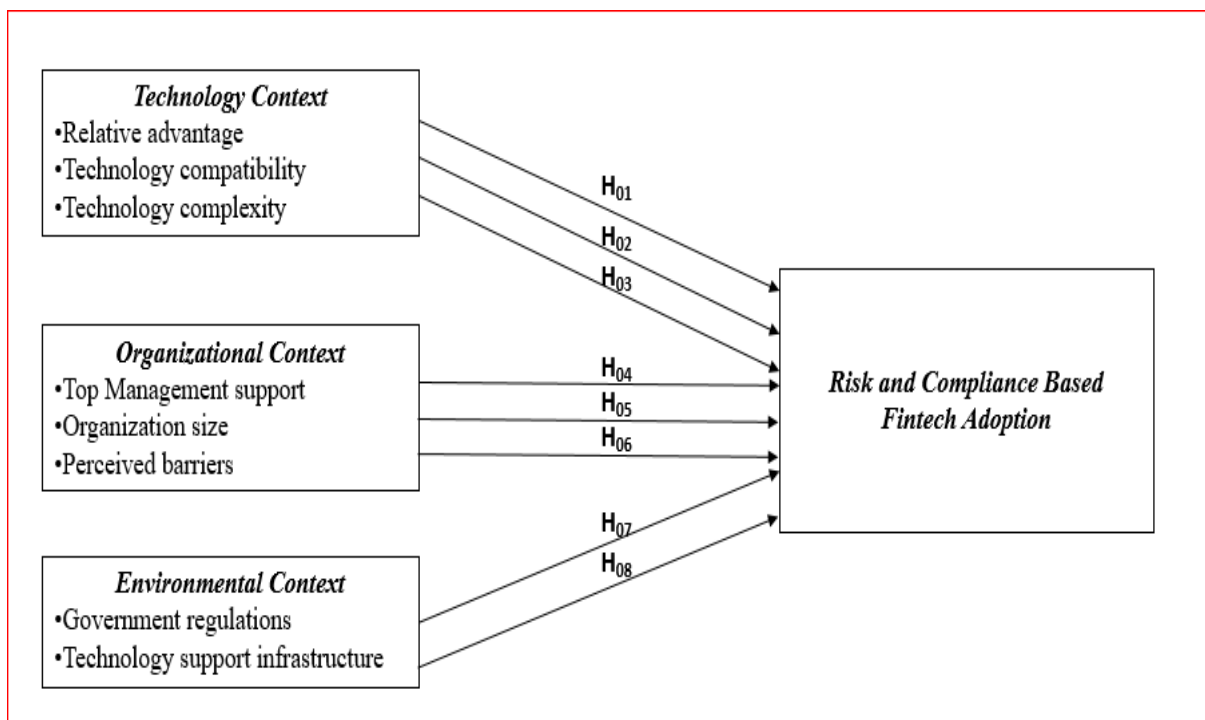 Technology Context
•Relative advantage
•Technology compatibility
•Technology complexity
H01
H02
H03
Organizational Context
•Top Management support
•Organization size
•Perceived barriers
H04
H05
H06
Environmental Context
•Government regulations
•Technology support infrastructure
H07
H08
Risk and Compliance Based
Fintech Adoption